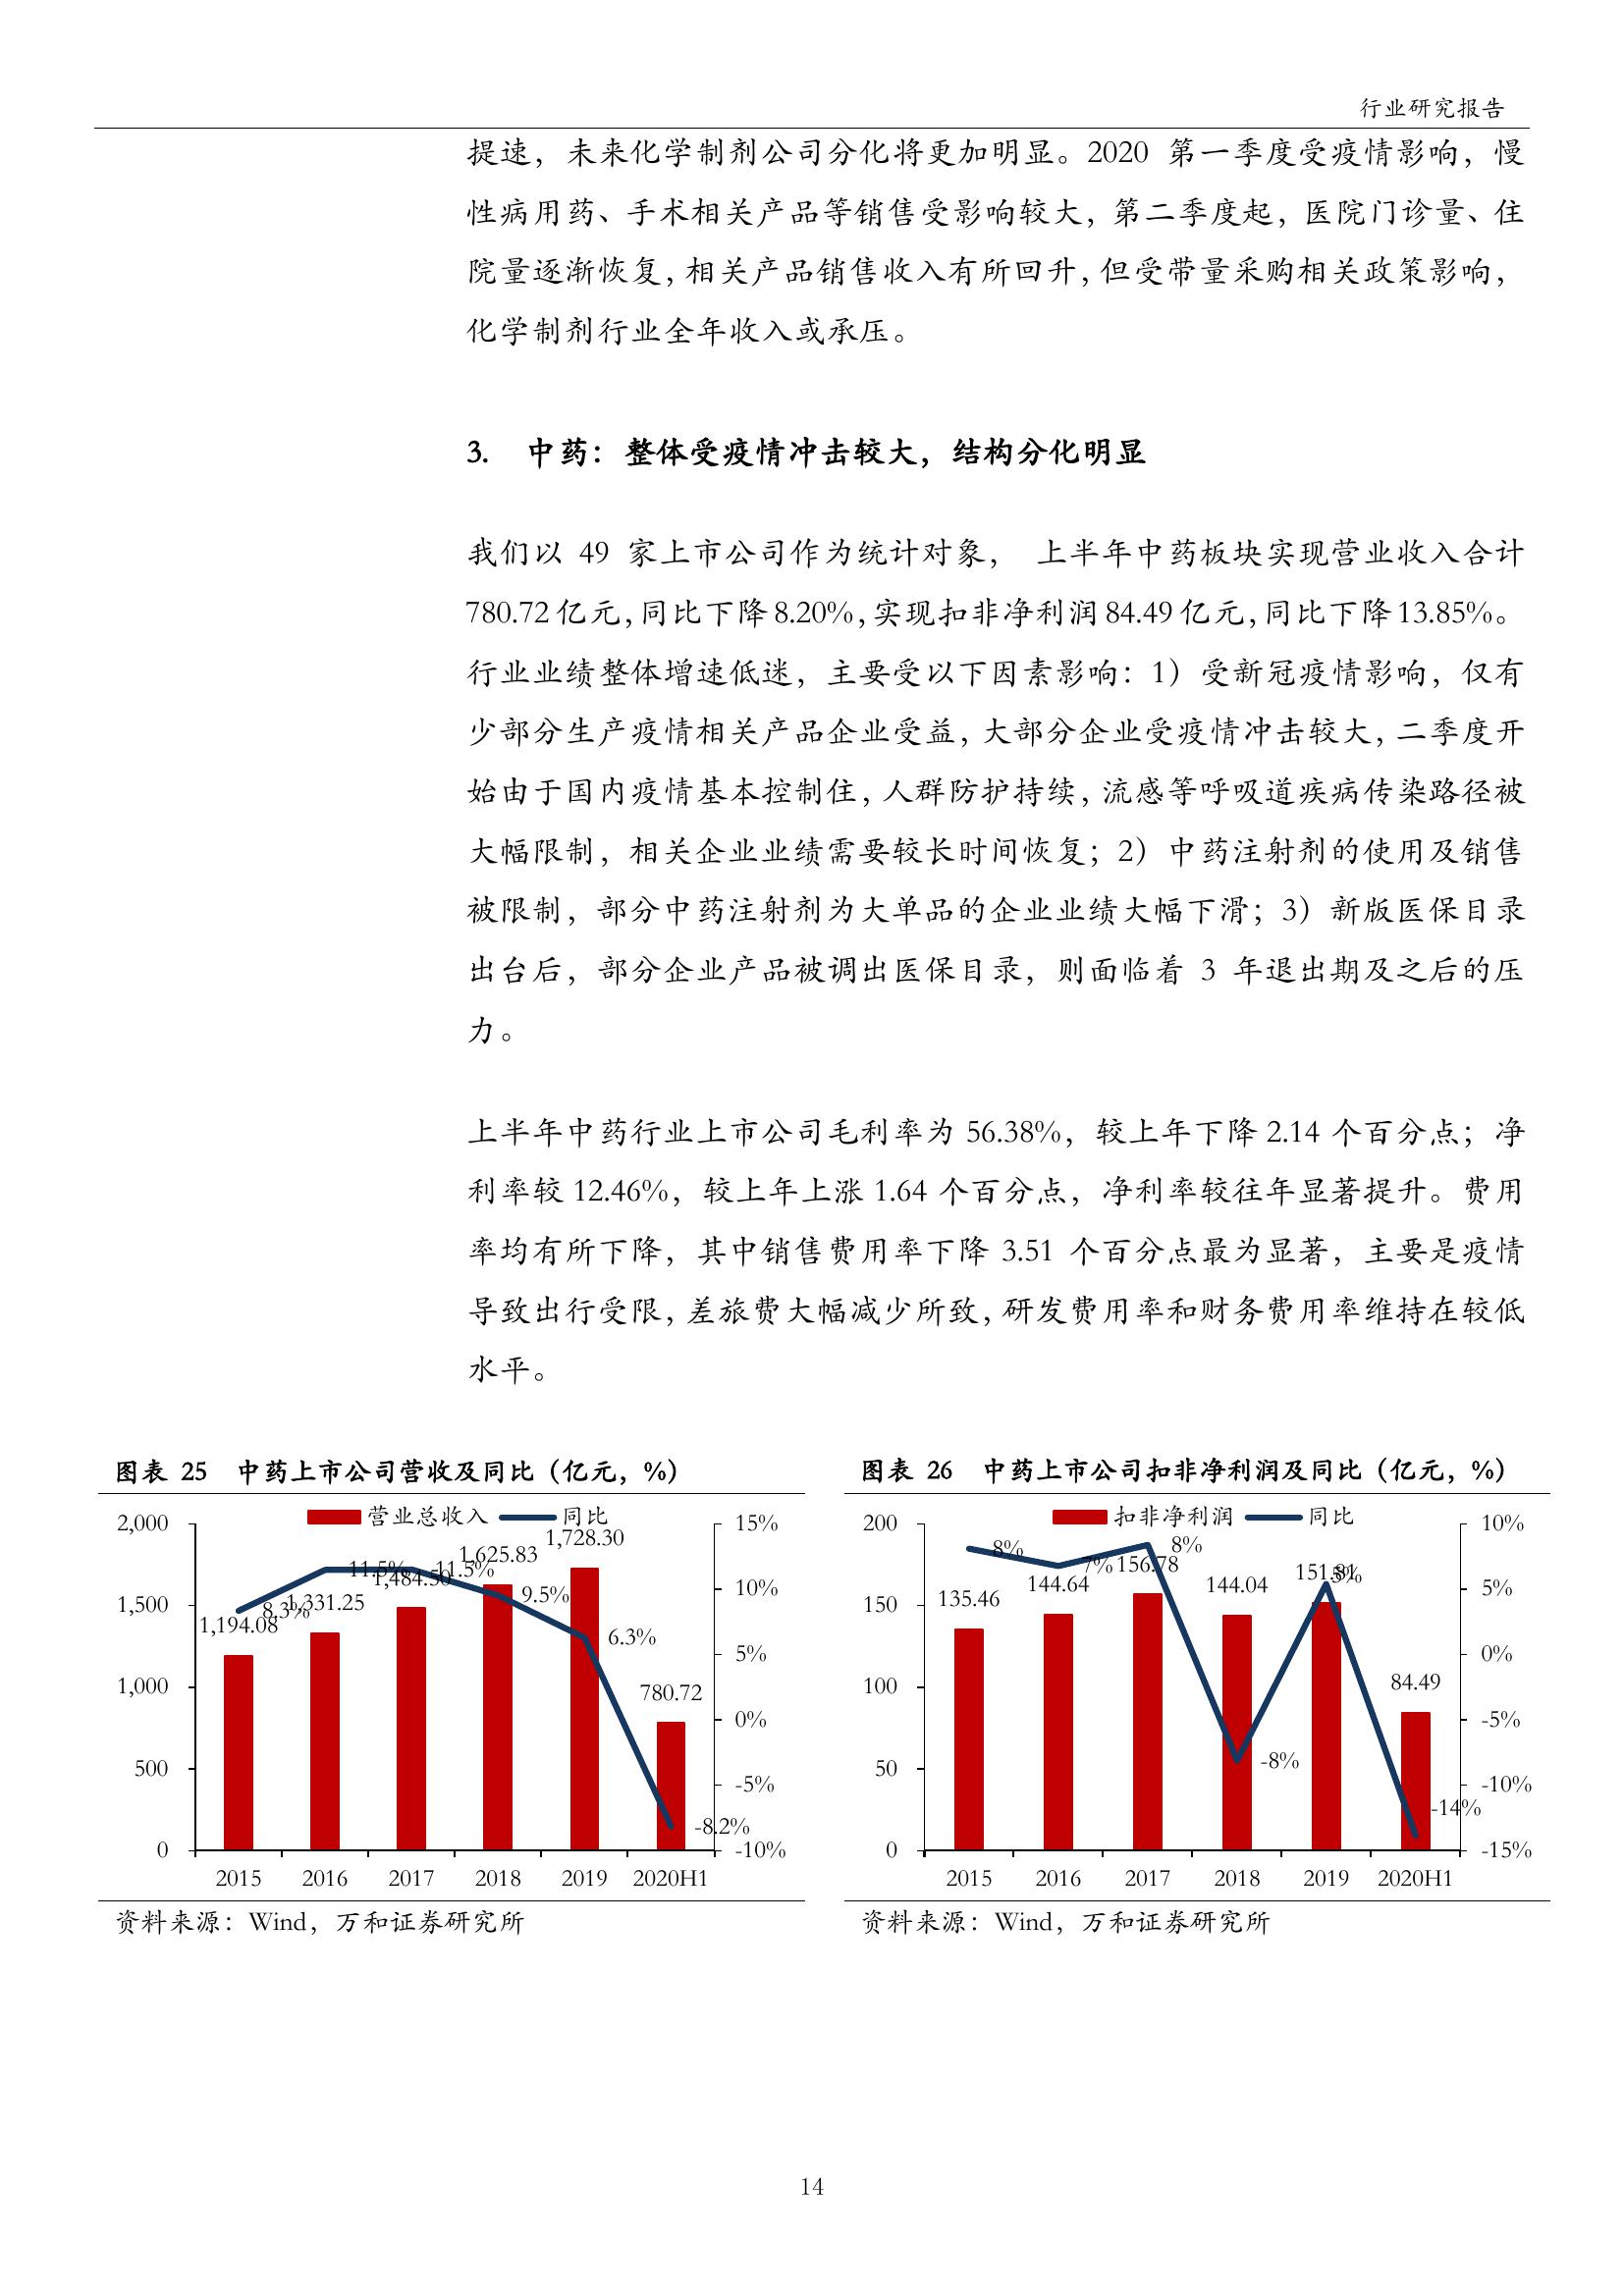 行业研究报告
提速，未来化学制剂公司分化将更加明显。2020 第一季度受疫情影响，慢
性病用药、手术相关产品等销售受影响较大，第二季度起，医院门诊量、住
院量逐渐恢复，相关产品销售收入有所回升，但受带量采购相关政策影响，
化学制剂行业全年收入或承压。
3. 中药：整体受疫情冲击较大，结构分化明显
我们以 49 家上市公司作为统计对象， 上半年中药板块实现营业收入合计
780.72 亿元，同比下降 8.20%，实现扣非净利润 84.49 亿元，同比下降 13.85%。
行业业绩整体增速低迷，主要受以下因素影响：1）受新冠疫情影响，仅有
少部分生产疫情相关产品企业受益，大部分企业受疫情冲击较大，二季度开
始由于国内疫情基本控制住，人群防护持续，流感等呼吸道疾病传染路径被
大幅限制，相关企业业绩需要较长时间恢复；2）中药注射剂的使用及销售
被限制，部分中药注射剂为大单品的企业业绩大幅下滑；3）新版医保目录
出台后，部分企业产品被调出医保目录，则面临着 3 年退出期及之后的压
力。
上半年中药行业上市公司毛利率为 56.38%，较上年下降 2.14 个百分点；净
利率较 12.46%，较上年上涨 1.64 个百分点，净利率较往年显著提升。费用
率均有所下降，其中销售费用率下降 3.51 个百分点最为显著，主要是疫情
导致出行受限，差旅费大幅减少所致，研发费用率和财务费用率维持在较低
水平。
图表 25 中药上市公司营收及同比（亿元，%）
营业总收入 同比
2,000
1,500
1,000
500
0
15%
10%
5%
0%
-5%
-10%
1,194.08
1,331.25
1,484.50
1,625.83
1,728.30
780.72
8.3%
11.5%
11.5%
9.5%
6.3%
-8.2%
2015 2016 2017 2018 2019 2020H1
资料来源：Wind，万和证券研究所
图表 26 中药上市公司扣非净利润及同比（亿元，%）
扣非净利润 同比
200
150
100
50
0
10%
5%
0%
-5%
-10%
-15%
135.46
144.64
156.78
144.04
151.81
84.49
8%
7%
8%
-8%
5%
-14%
2015 2016 2017 2018 2019 2020H1
资料来源：Wind，万和证券研究所
14